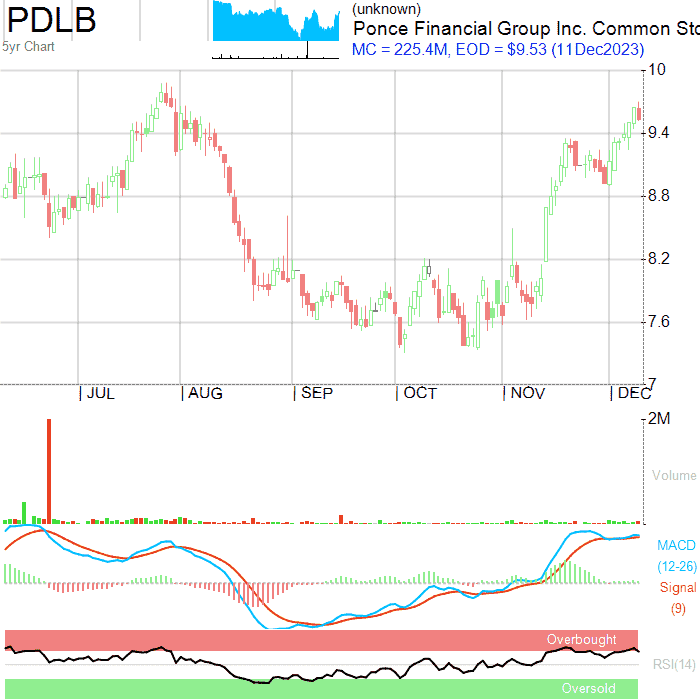 PDLB
5yr Chart
(unknown)
Ponce Financial Group Inc. Common Sto
MC = 225.4M, EOD = $9.53 (11Dec2023)
10
9.4
8.8
8.2
7.6
7
JUL AUG SEP OCT NOV DEC
2M
Volume
MACD
(12-26)
Signal
(9)
Overbought
RSI(14)
Oversold